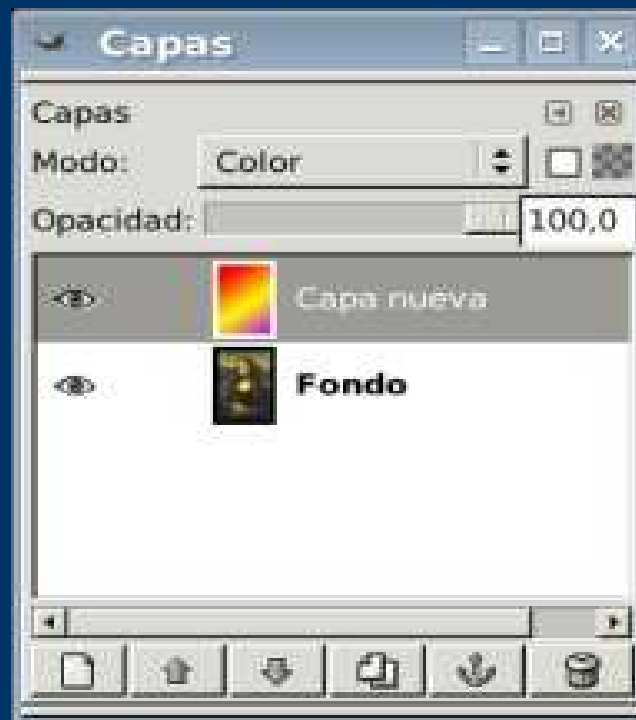 Capas
Capas
Modo: Color
Opacidad: 100,0
Capa nueva
Fondo